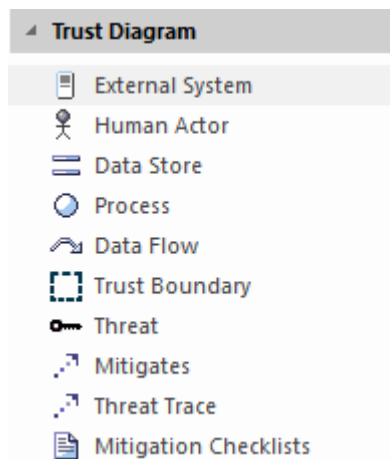 Trust Diagram
External System
Human Actor
Data Store
Process
Data Flow
Trust Boundary
Threat
Mitigates
Threat Trace
Mitigation Checklists